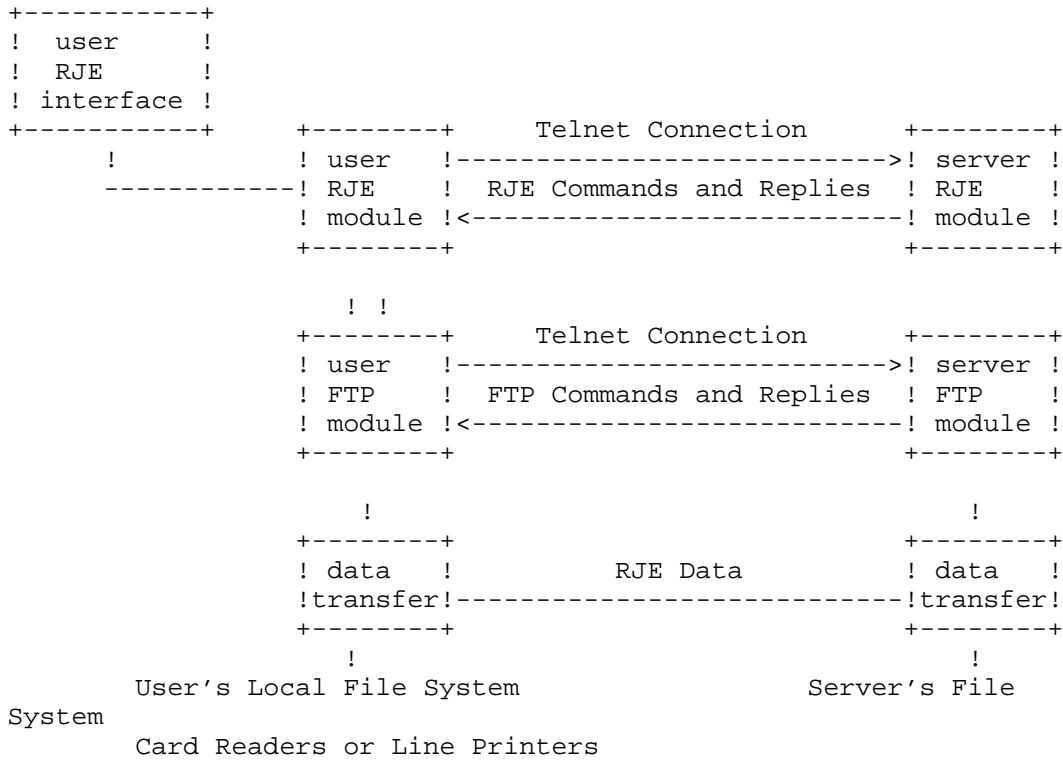 +-----------+
!   user      !
!   RJE       !
!  interface  !
+-----------+      +--------+     Telnet Connection      +--------+
      !            ! user   !--------------------------->! server !
      ------------! RJE    !  RJE Commands and Replies  ! RJE    !
                  ! module !<---------------------------! module !
                  +--------+                            +--------+

                     ! !
                  +--------+     Telnet Connection      +--------+
                  ! user   !--------------------------->! server !
                  ! FTP    !  FTP Commands and Replies  ! FTP    !
                  ! module !<---------------------------! module !
                  +--------+                            +--------+

                      !                                     !
                  +--------+                            +--------+
                  ! data   !          RJE Data          ! data   !
                  !transfer!----------------------------!transfer!
                  +--------+                            +--------+
                     !                                      !
        User's Local File System                  Server's File
System
        Card Readers or Line Printers